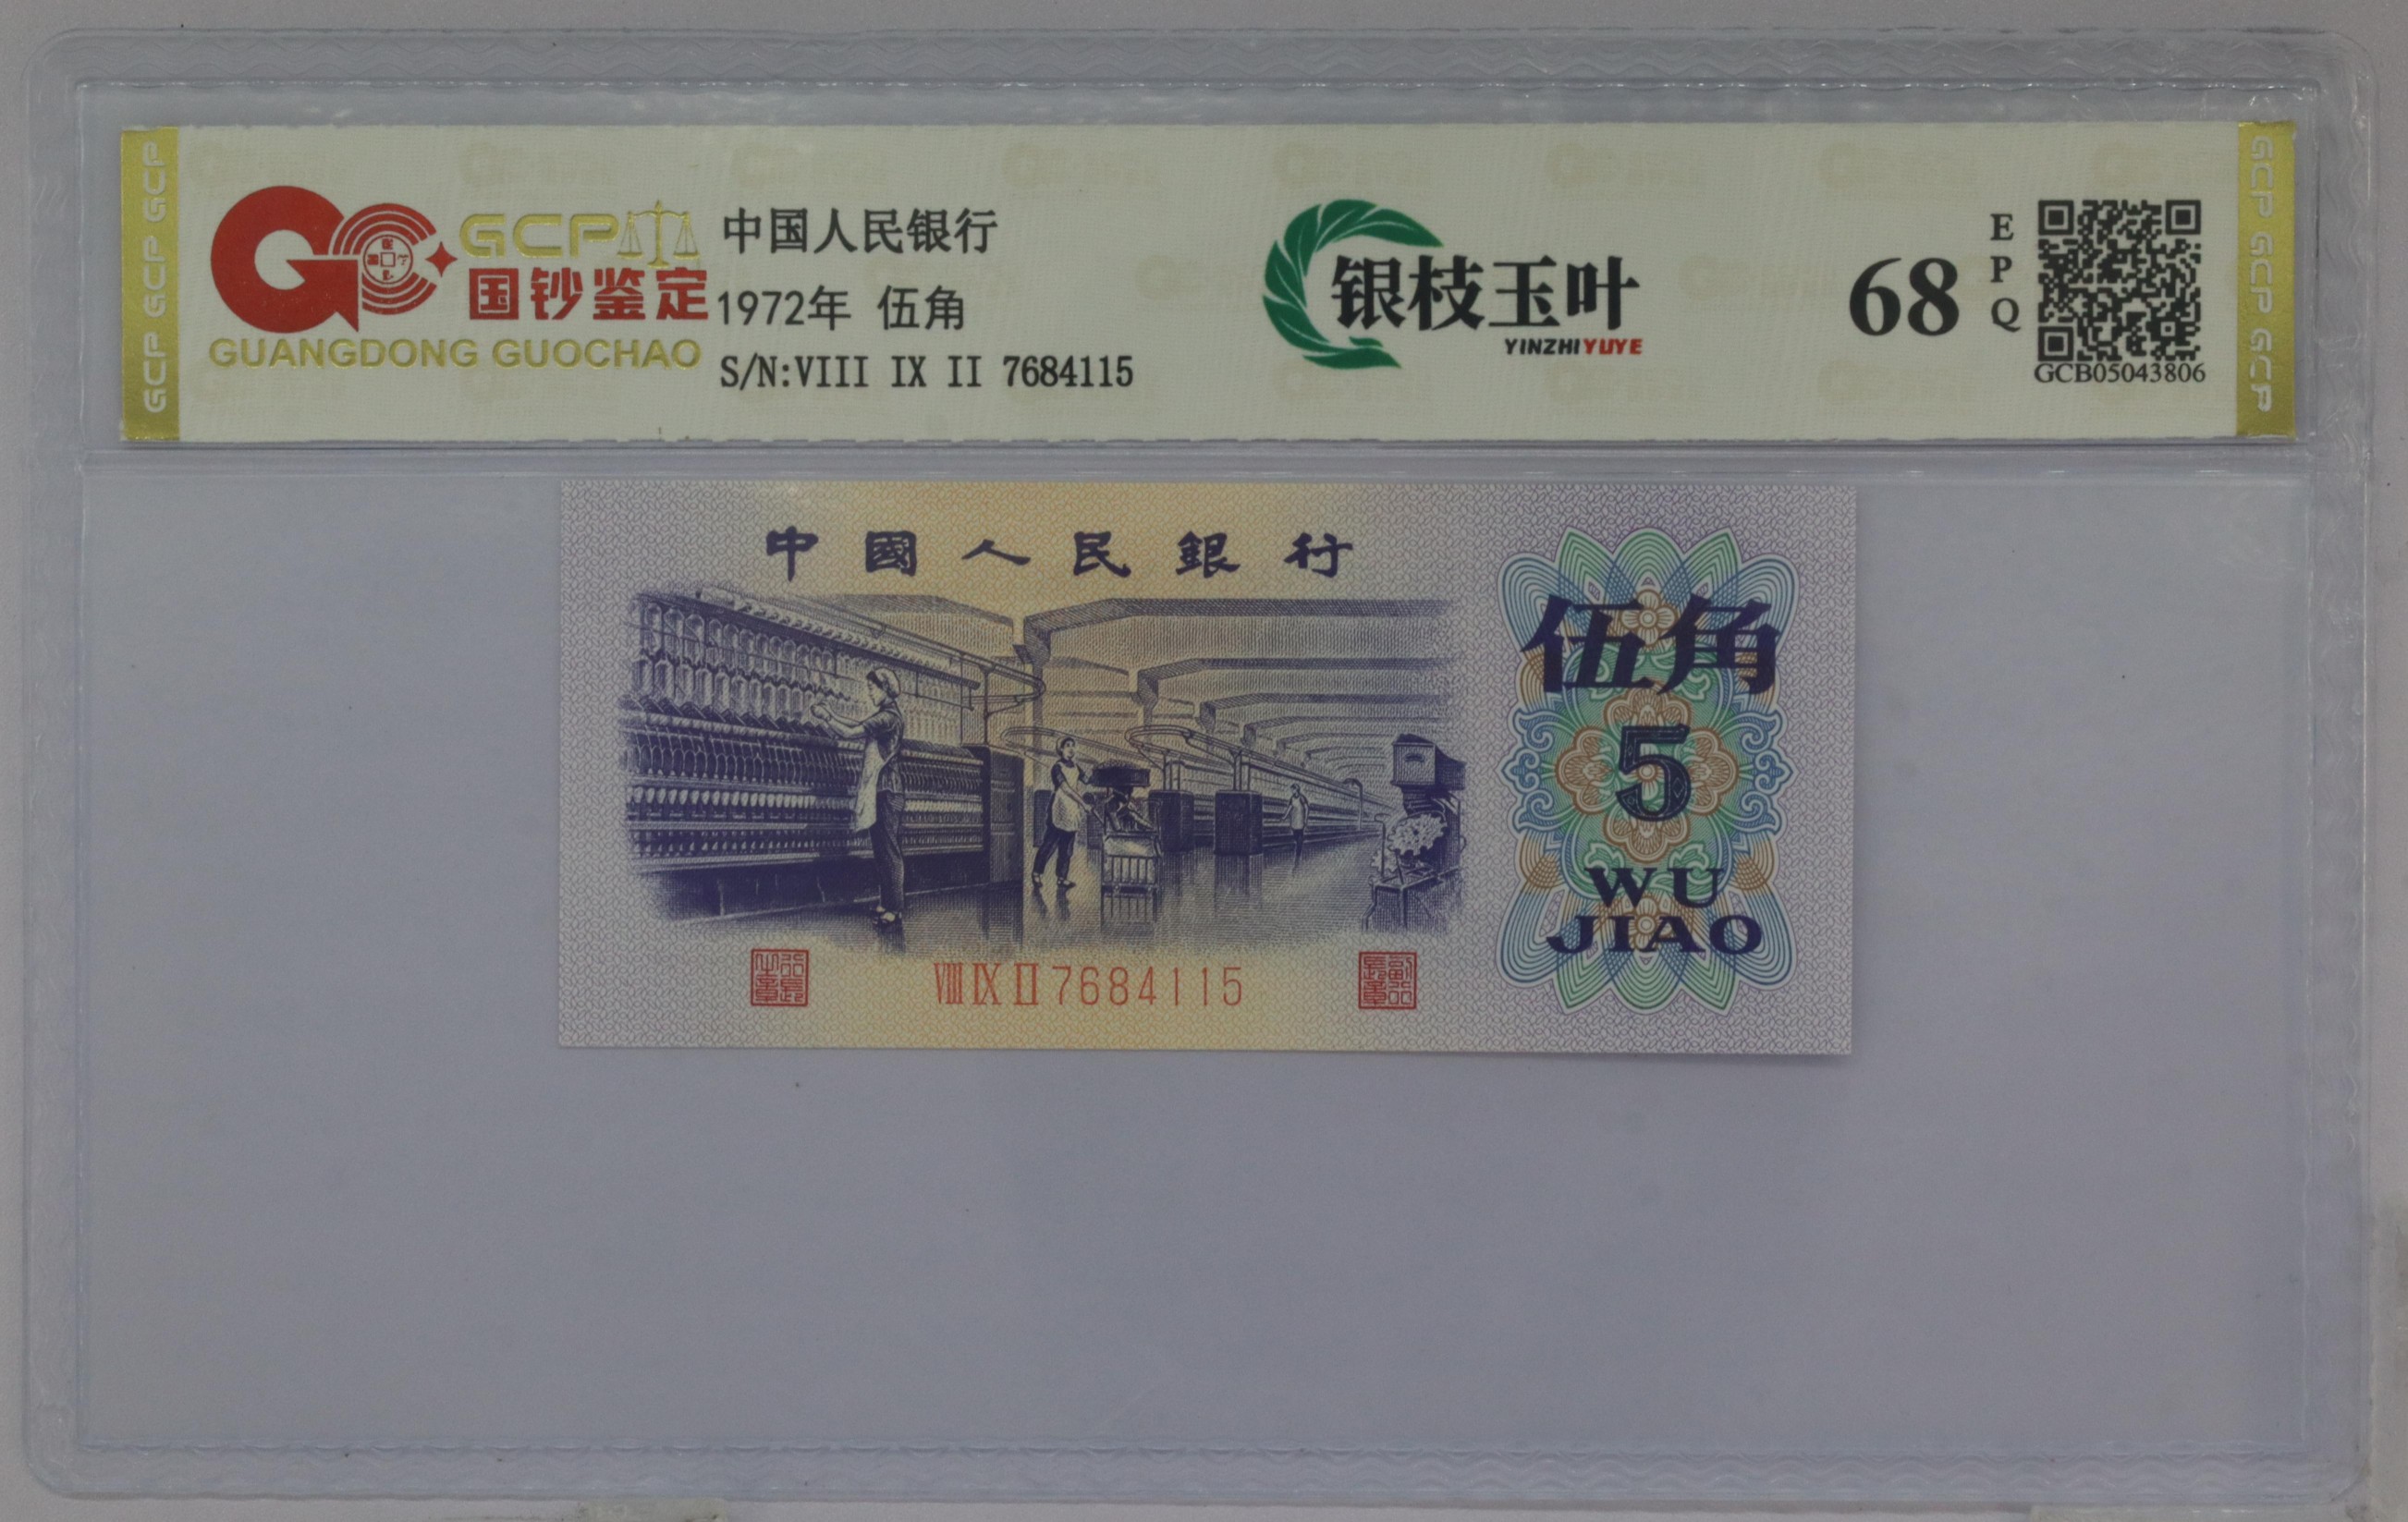 GCP GCP GCP
GCP
国钞鉴定
GUANGDONG GUOCHAO
中国人民银行
1972年 伍角
S/N:VIII IX II 7684115
银枝玉叶
YINZHIYUYE
68
EPQ
GCB05043806
GCP GCP GCP
中國人民銀行
伍角
5
WU
JIAO
VIII IX II 7684115